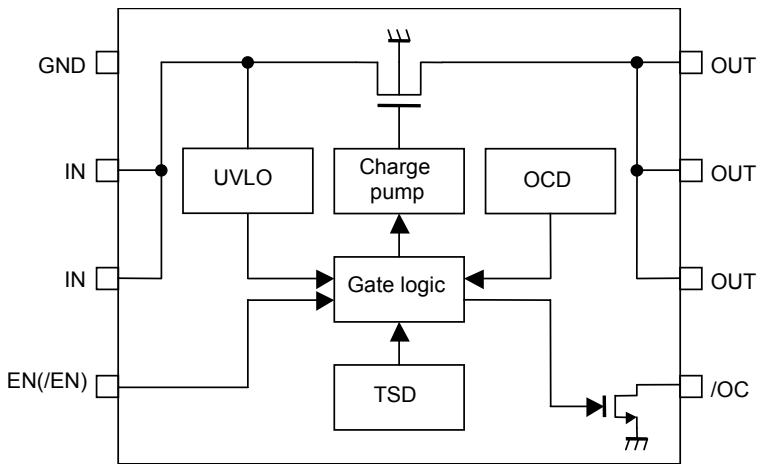 GND
OUT
IN
UVLO
Charge
pump
OCD
OUT
IN
Gate logic
OUT
EN(/EN)
TSD
/OC